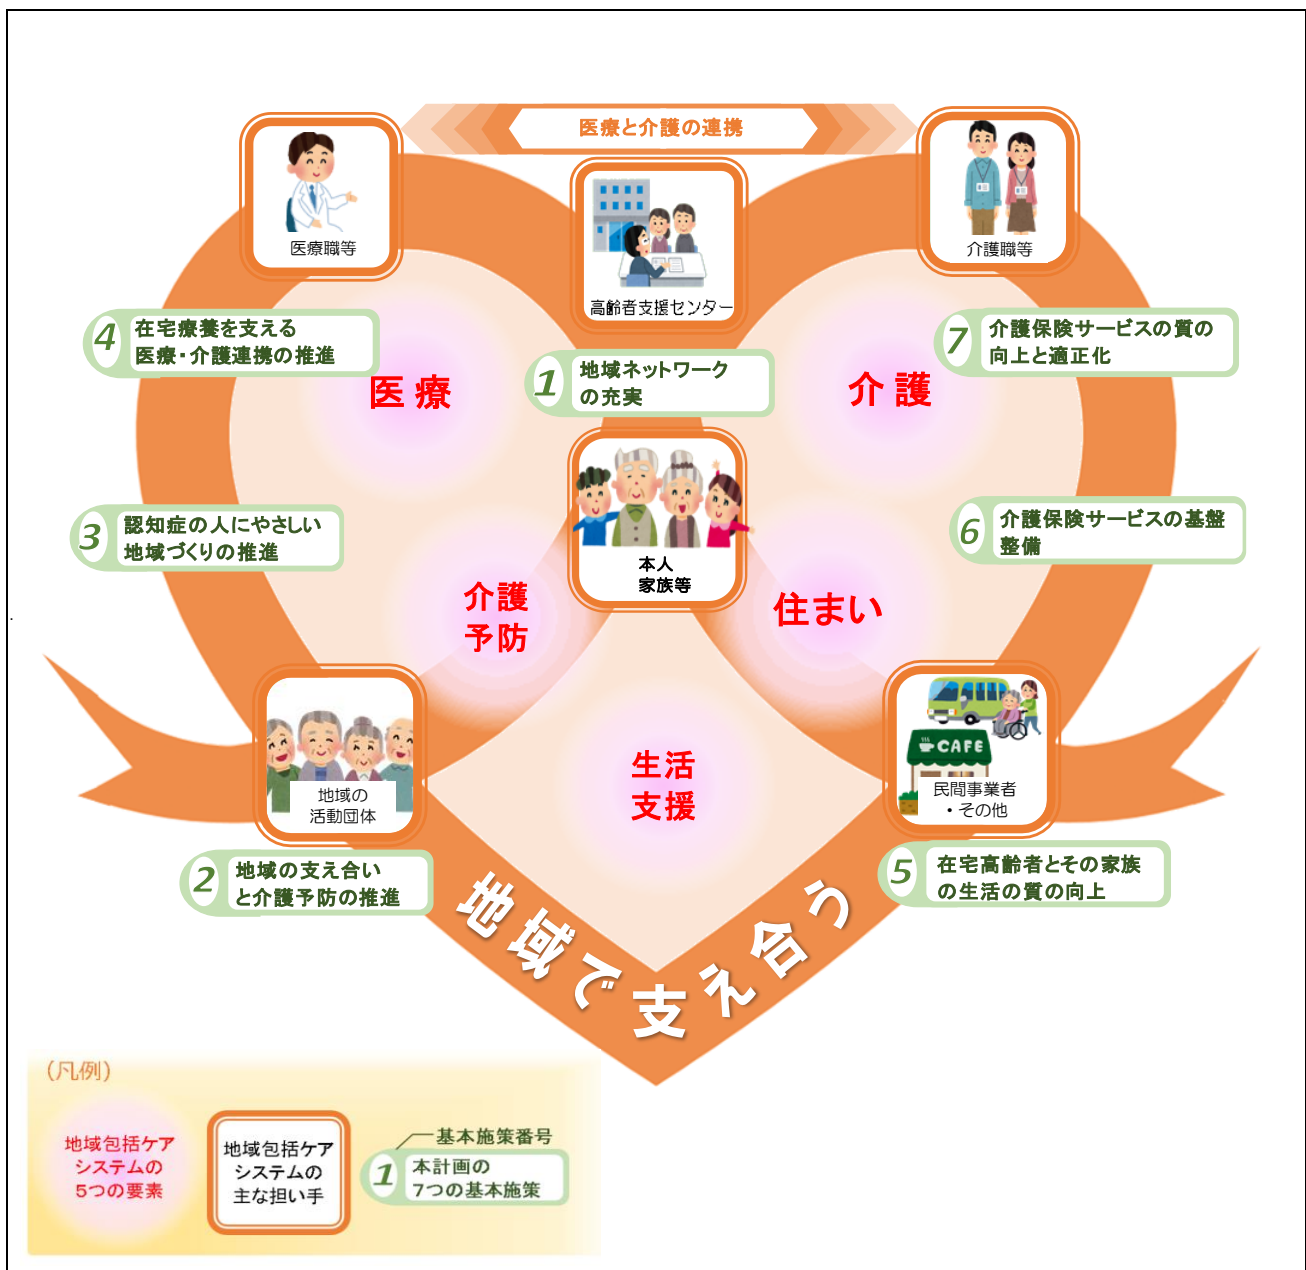 医療と介護の連携
医療職等
高齢者支援センター
介護職等
4
在宅療養を支える
医療・介護連携の推進
7
介護保険サービスの質の
向上と適正化
1
地域ネットワーク
の充実
医療
介護
3
認知症の人にやさしい
地域づくりの推進
6
介護保険サービスの基盤
整備
本人
家族等
介護
予防
住まい
生活
支援
地域の
活動団体
CAFE
民間事業者
・その他
2
地域の支え合い
と介護予防の推進
5
在宅高齢者とその家族
の生活の質の向上
地域で支え合う
(凡例)
地域包括ケア
システムの
5つの要素
地域包括ケア
システムの
主な担い手
基本施策番号
1
本計画の
7つの基本施策